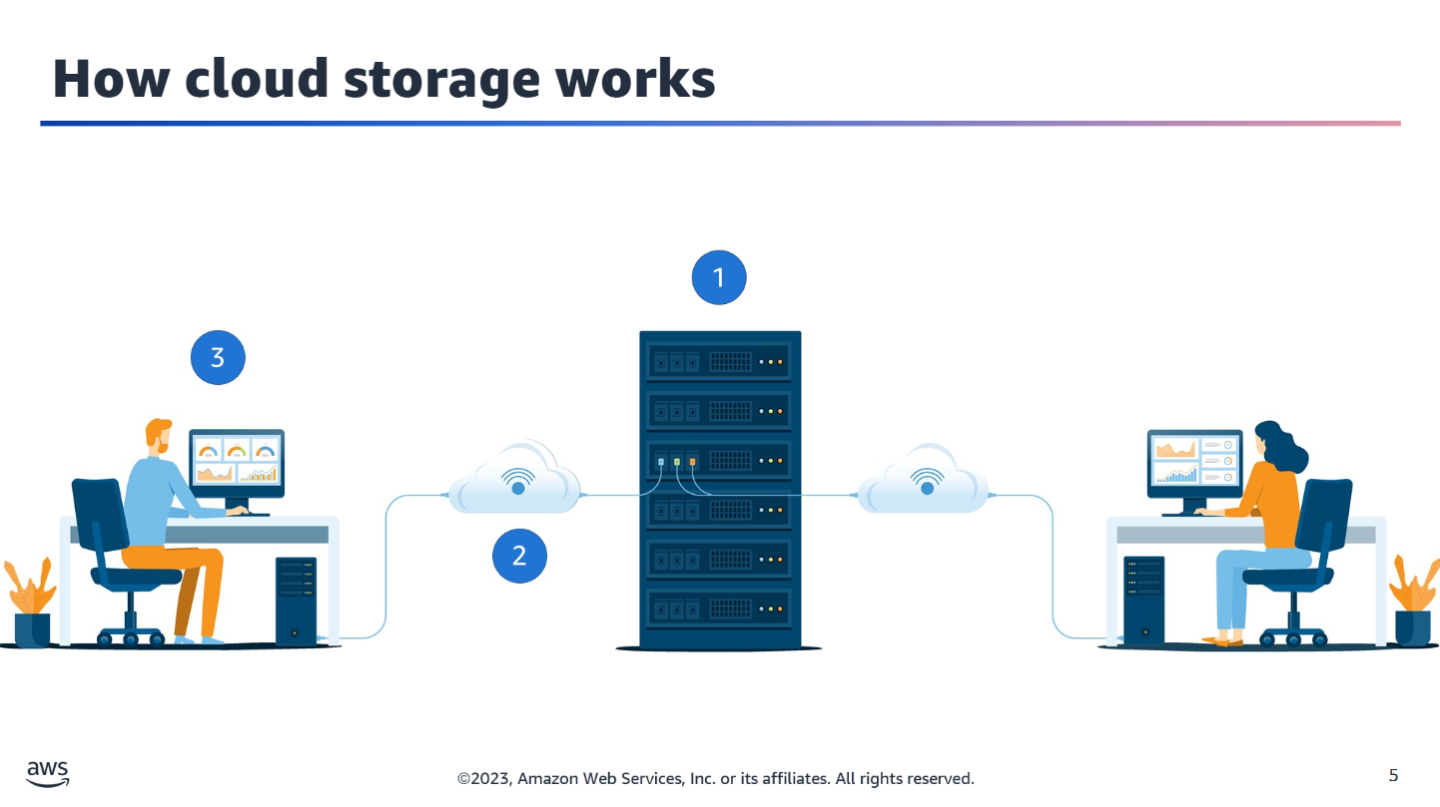 How cloud storage works
1
3
2
aws
©2023, Amazon Web Services, Inc. or its affiliates. All rights reserved.
5